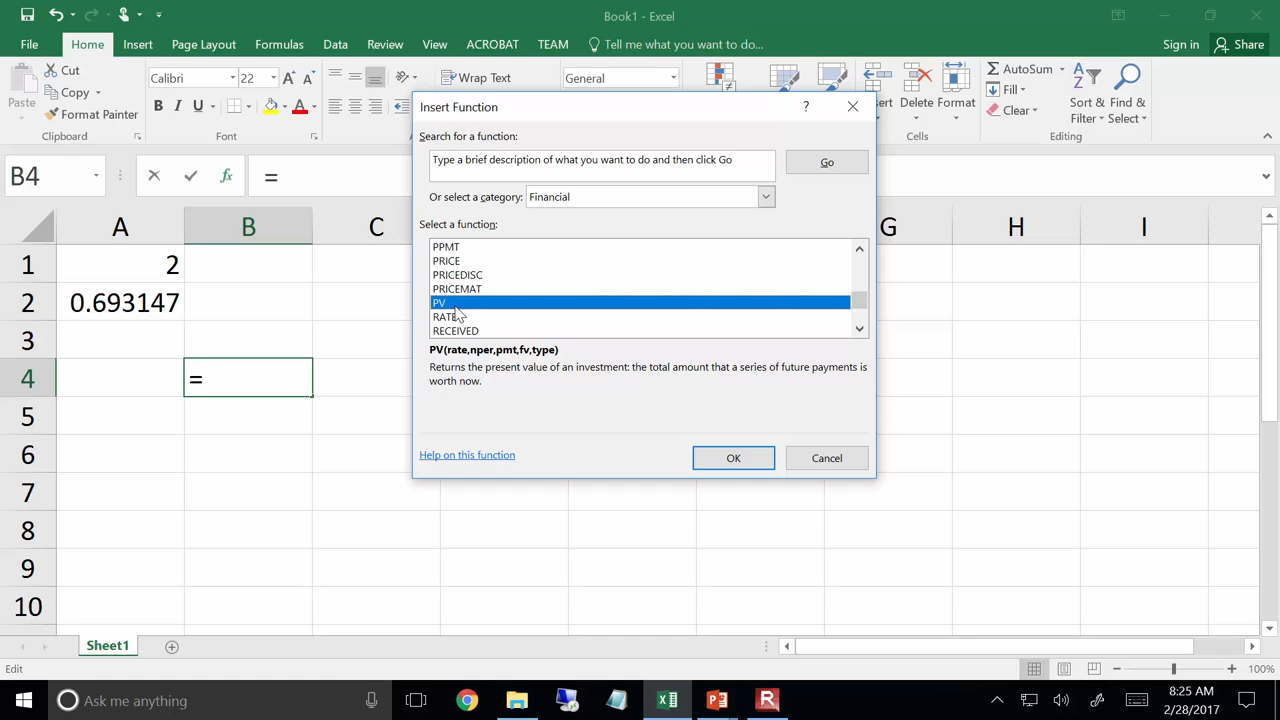 Book1 - Excel
File Home Insert Page Layout Formulas Data Review View ACROBAT TEAM Tell me what you want to do... Sign in Share
Paste
Cut
Copy
Format Painter
Clipboard
Calibri 22
B I U
Font
Wrap Text
General
Delete Format
Cells
AutoSum
Fill
Clear
Sort & Filter
Find & Select
Editing
B4 fx =
Insert Function ?
Search for a function:
Type a brief description of what you want to do and then click Go
Go
Or select a category: Financial
Select a function:
PPMT
PRICE
PRICEDISC
PRICEMAT
PV
RATE
RECEIVED
PV(rate,nper,pmt,fv,type)
Returns the present value of an investment: the total amount that a series of future payments is
worth now.
Help on this function
OK Cancel
A B C G H I
1 2
2 0.693147
3
4 =
5
6
7
8
9
10
Sheet1
Edit 100%
Ask me anything
8:25 AM
2/28/2017